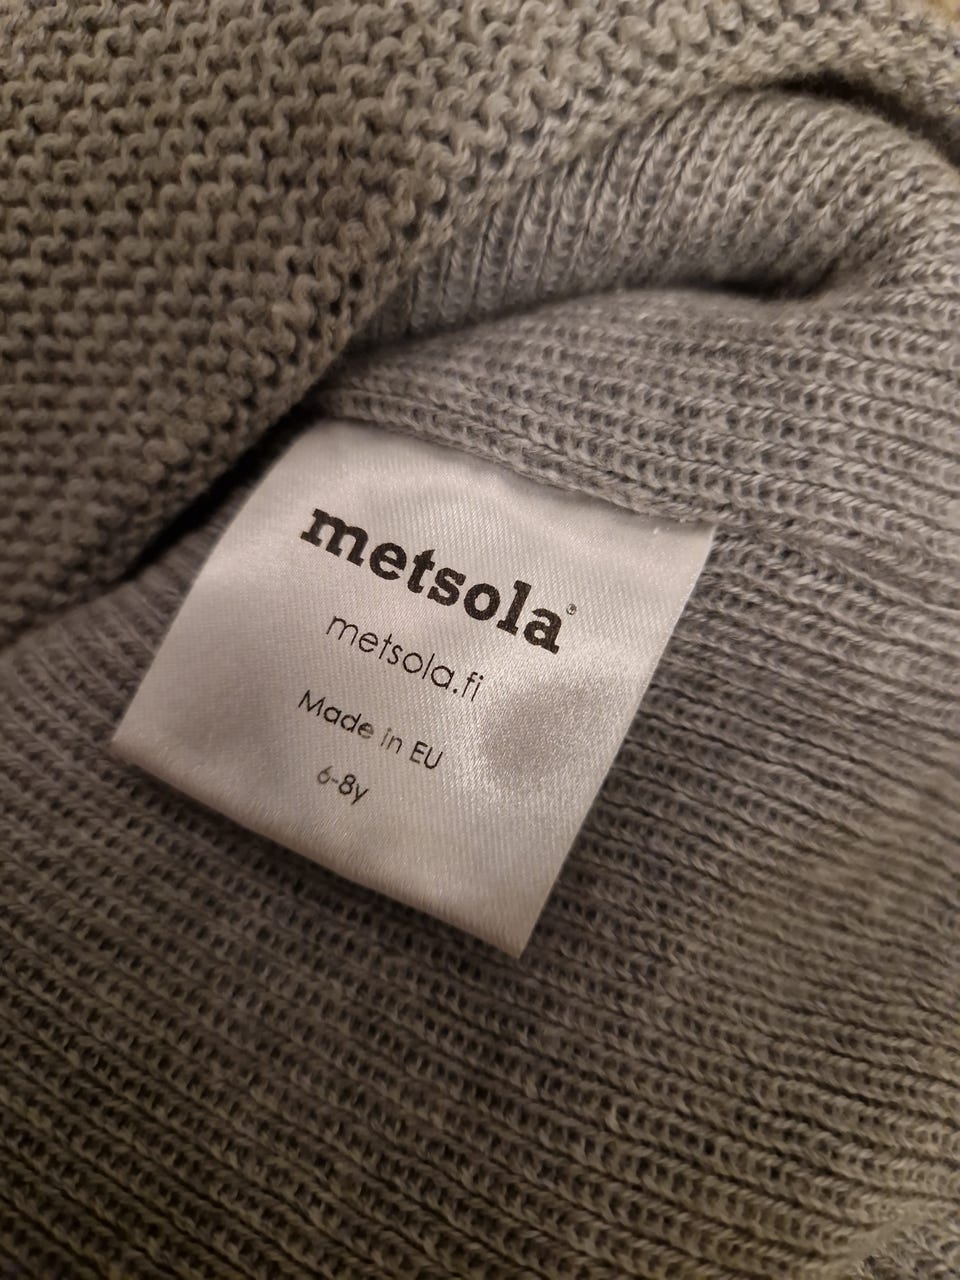 metsola
metsola.fi
Made in EU
6-8y